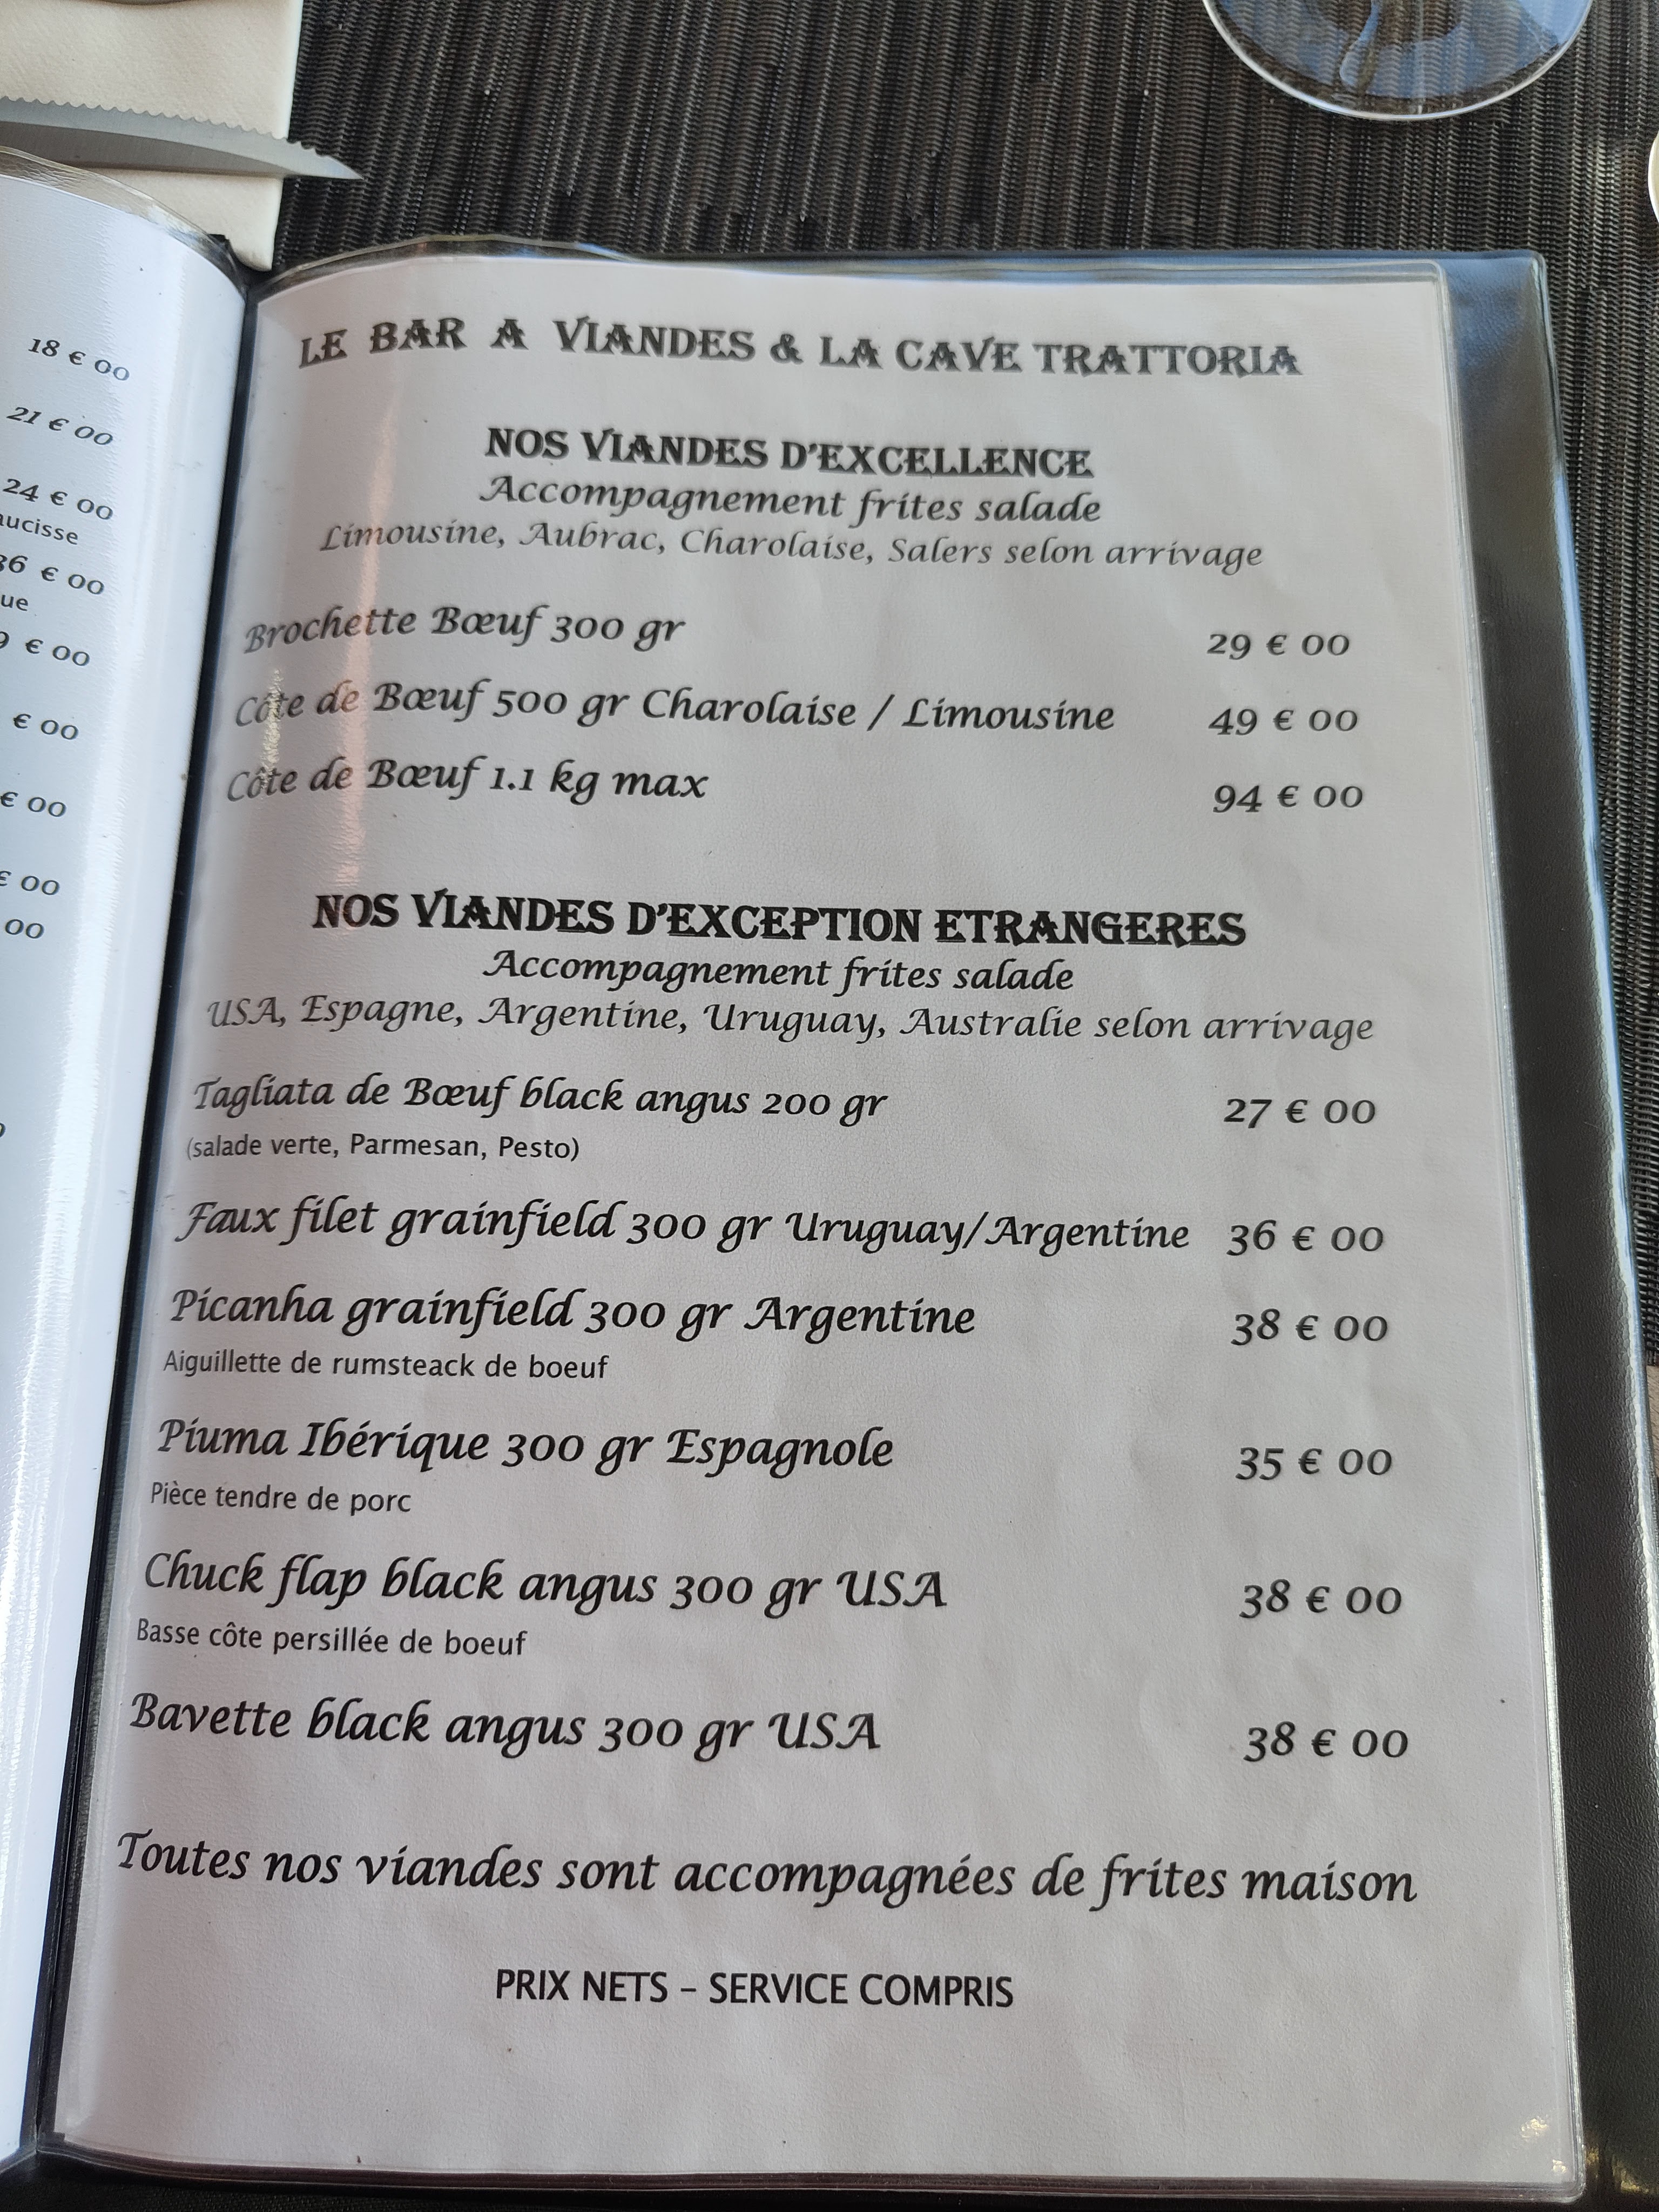 18 € 00
21 € 00
24 € 00
36 € 00
€ 00
€ 00
€ 00
€ 00
00
LE BAR A VIANDES & LA CAVE TRATTORIA
NOS VIANDES D'EXCELLENCE
Accompagnement frites salade
Limousine, Aubrac, Charolaise, Salers selon arrivage
Brochette Bœuf 300 gr 29 € 00
Côte de Bœuf 500 gr Charolaise / Limousine 49 € 00
Côte de Bœuf 1.1 kg max 94 € 00
NOS VIANDES D'EXCEPTION ETRANGERES
Accompagnement frites salade
USA, Espagne, Argentine, Uruguay, Australie selon arrivage
Tagliata de Bœuf black angus 200 gr 27 € 00
(salade verte, Parmesan, Pesto)
Faux filet grainfield 300 gr Uruguay/Argentine 36 € 00
Picanha grainfield 300 gr Argentine 38 € 00
Aiguillette de rumsteack de boeuf
Piuma Ibérique 300 gr Espagnole 35 € 00
Pièce tendre de porc
Chuck flap black angus 300 gr USA 38 € 00
Basse côte persillée de boeuf
Bavette black angus 300 gr USA 38 € 00
Toutes nos viandes sont accompagnées de frites maison
PRIX NETS – SERVICE COMPRIS